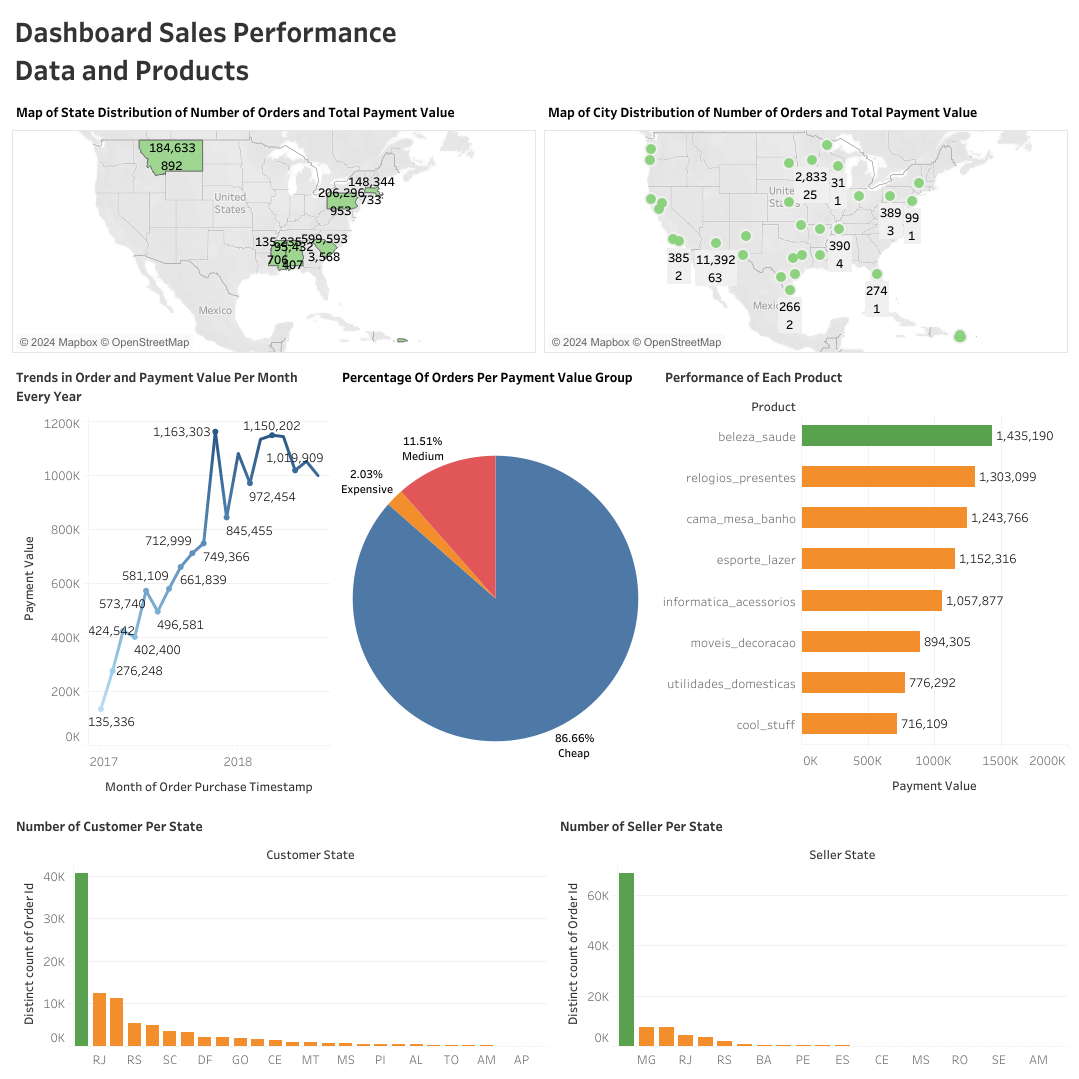 Dashboard Sales Performance
Data and Products
Map of State Distribution of Number of Orders and Total Payment Value
184,633
892
United
States
148,344
206,296
733
953
135,235
599,593
95,432
706
3,568
407
Mexico
© 2024 Mapbox © OpenStreetMap
Map of City Distribution of Number of Orders and Total Payment Value
2,833
25
31
1
389
3
99
1
390
4
385
2
11,392
63
274
1
266
2
© 2024 Mapbox © OpenStreetMap
Trends in Order and Payment Value Per Month
Every Year
Payment Value
1200K
1000K
800K
600K
400K
200K
0K
1,163,303
1,150,202
1,019,909
972,454
845,455
712,999
749,366
581,109
661,839
573,740
496,581
424,542
402,400
276,248
135,336
2017
2018
Month of Order Purchase Timestamp
Percentage Of Orders Per Payment Value Group
11.51%
Medium
2.03%
Expensive
86.66%
Cheap
Performance of Each Product
Product
beleza_saude 1,435,190
relogios_presentes 1,303,099
cama_mesa_banho 1,243,766
esporte_lazer 1,152,316
informatica_acessorios 1,057,877
moveis_decoracao 894,305
utilidades_domesticas 776,292
cool_stuff 716,109
0K 500K 1000K 1500K 2000K
Payment Value
Number of Customer Per State
Customer State
Distinct count of Order Id
40K
30K
20K
10K
0K
RJ RS SC DF GO CE MT MS PI AL TO AM AP
Number of Seller Per State
Seller State
Distinct count of Order Id
60K
40K
20K
0K
MG RJ RS BA PE ES CE MS RO SE AM